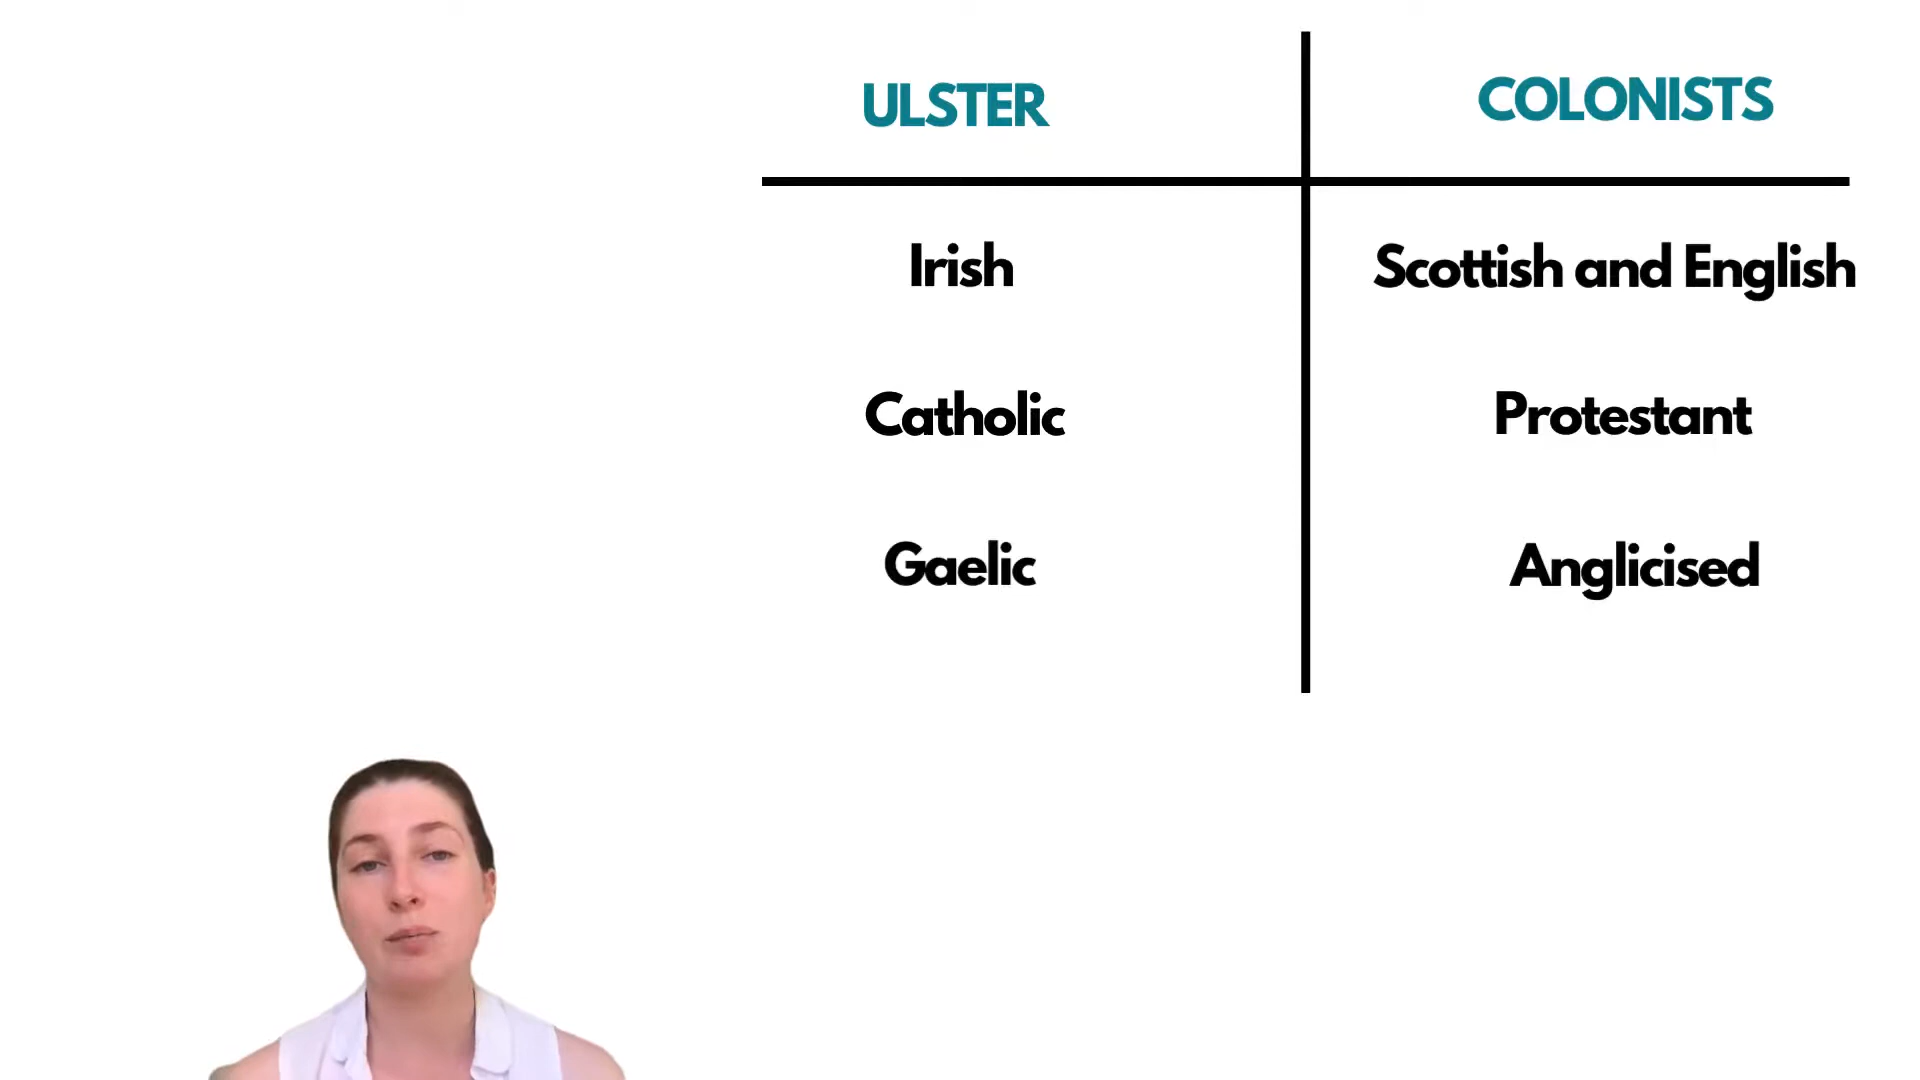 ULSTER
COLONISTS
Irish
Scottish and English
Catholic
Protestant
Gaelic
Anglicised